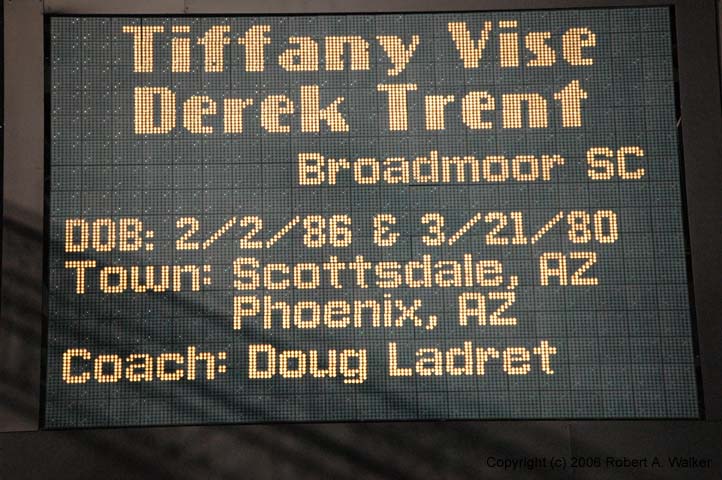 Tiffany Vise
Derek Trent
Broadmoor SC
DOB: 2/2/86 & 3/21/80
Town: Scottsdale, AZ
Phoenix, AZ
Coach: Doug Ladret
Copyright (c) 2006 Robert A. Walker